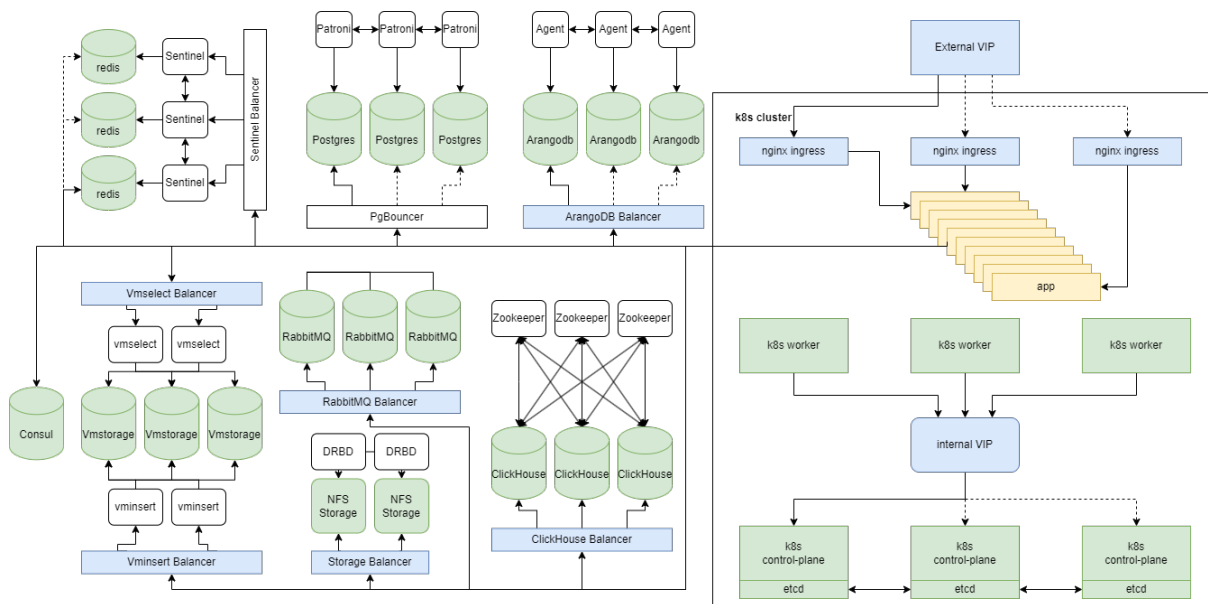 Patroni
Patroni
Patroni
Agent
Agent
Agent
External VIP
redis
Sentinel
redis
Sentinel
redis
Sentinel
Sentinel Balancer
Postgres
Postgres
Postgres
Arangodb
Arangodb
Arangodb
PgBouncer
ArangoDB Balancer
k8s cluster
nginx ingress
nginx ingress
nginx ingress
app
Vmselect Balancer
vmselect
vmselect
Consul
Vmstorage
Vmstorage
Vmstorage
vminsert
vminsert
Vminsert Balancer
RabbitMQ
RabbitMQ
RabbitMQ
RabbitMQ Balancer
DRBD
DRBD
NFS
Storage
NFS
Storage
Storage Balancer
Zookeeper
Zookeeper
Zookeeper
ClickHouse
ClickHouse
ClickHouse
ClickHouse Balancer
k8s worker
k8s worker
k8s worker
internal VIP
k8s
control-plane
etcd
k8s
control-plane
etcd
k8s
control-plane
etcd